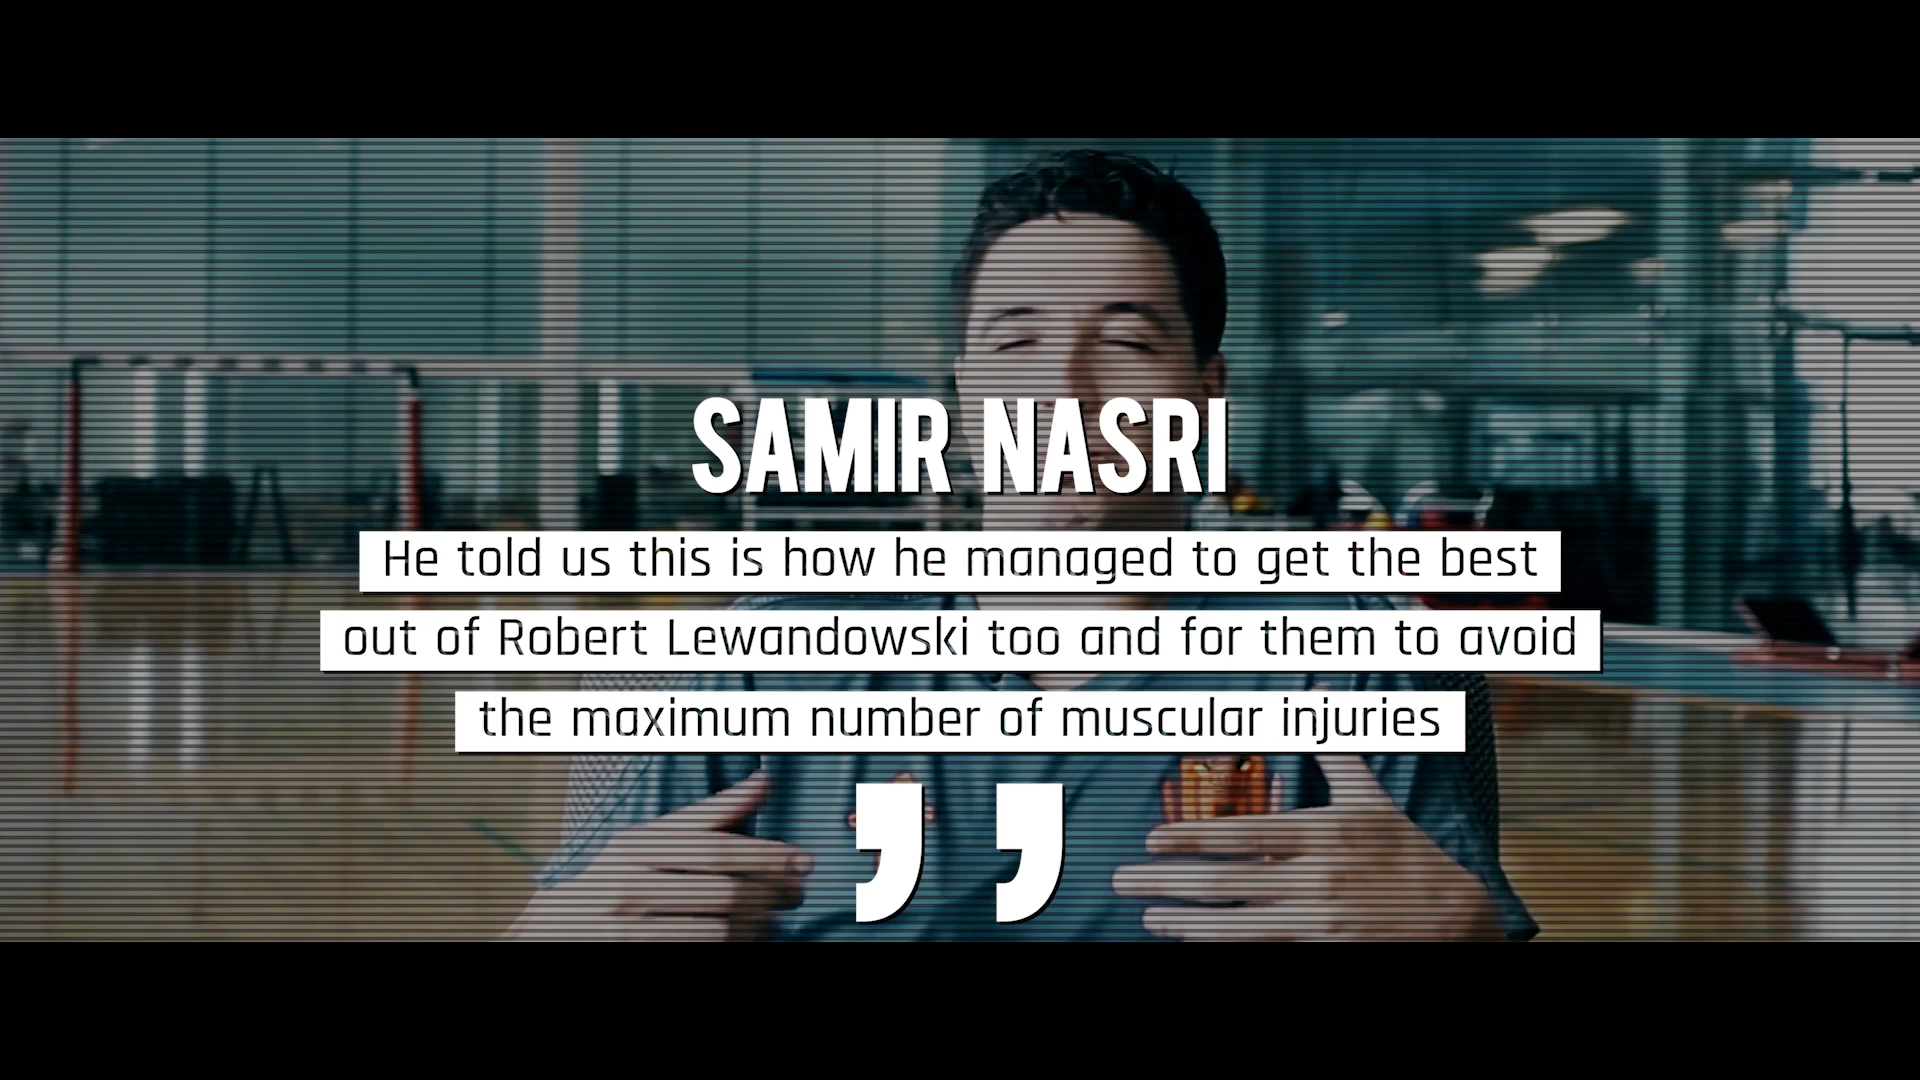 SAMIR NASRI
He told us this is how he managed to get the best
out of Robert Lewandowski too and for them to avoid
the maximum number of muscular injuries
”